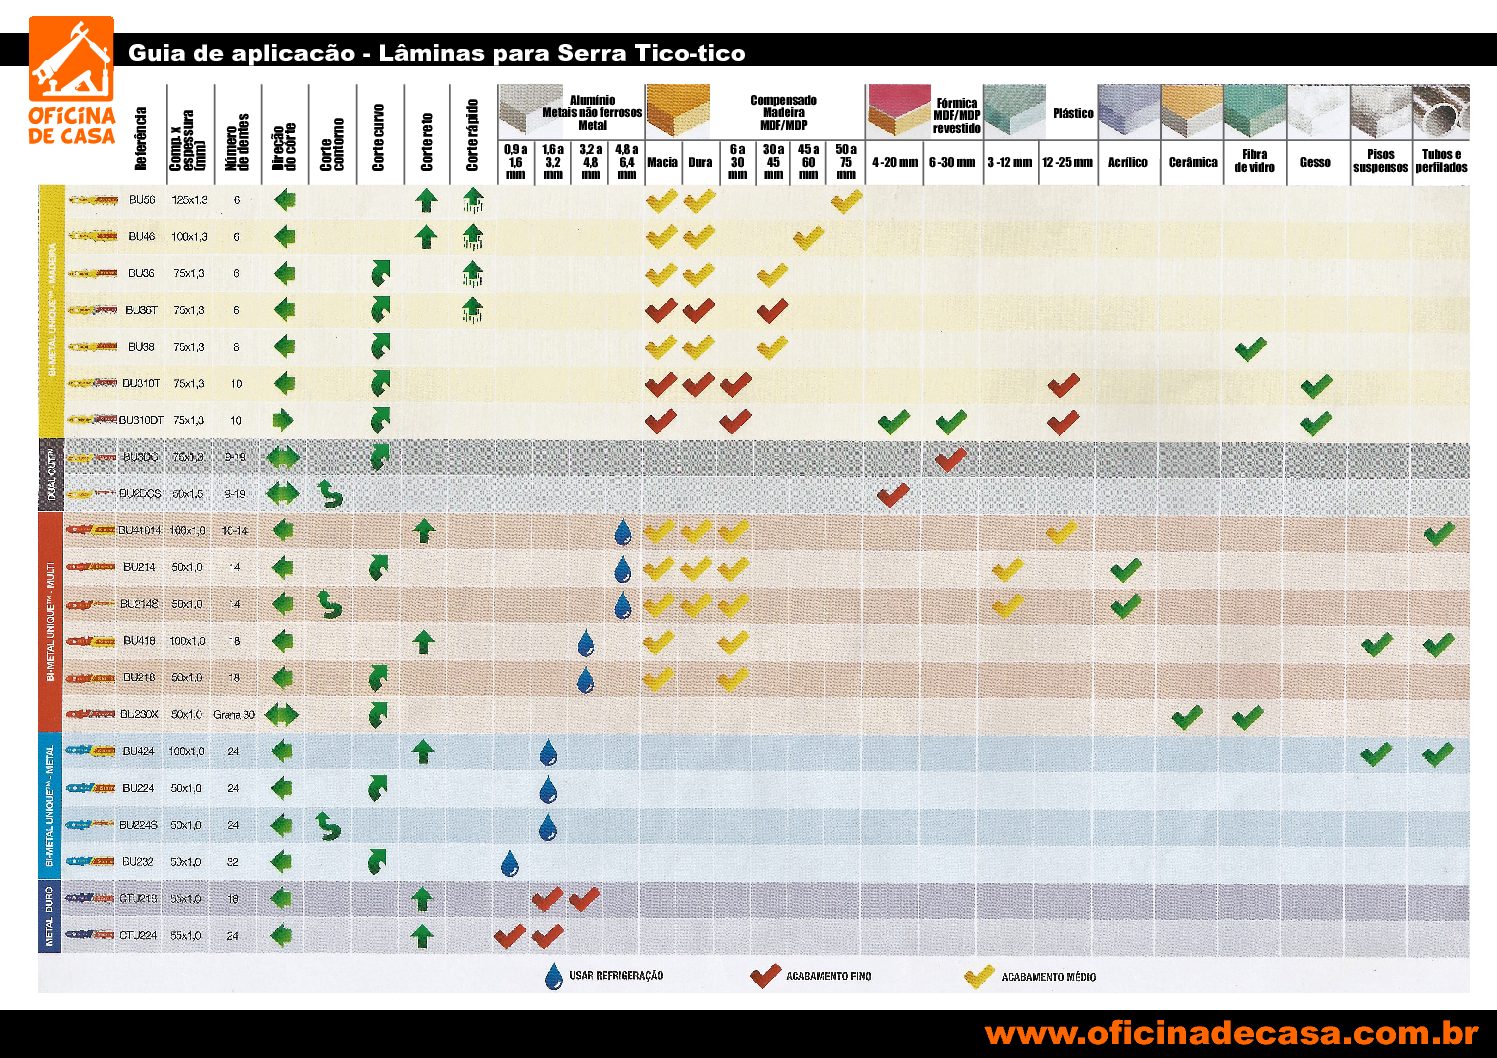 Guia de aplicacão - Lâminas para Serra Tico-tico
OFICINA
DE CASA
Referência
Comp. x
espessura
(mm)
Número
de dentes
Direção
do corte
Corte
contorno
Corte curvo
Corte reto
Corte rápido
Alumínio
Metais não ferrosos
Metal
Compensado
Madeira
MDF/MDP
Fórmica
MDF/MDP
revestido
Plástico
0,9 a
1,6
mm
1,6 a
3,2
mm
3,2 a
4,8
mm
4,8 a
6,4
mm
Macia
Dura
6 a
30
mm
30 a
45
mm
45 a
60
mm
50 a
75
mm
4 -20 mm
6 -30 mm
3 -12 mm
12 -25 mm
Acrílico
Cerâmica
Fibra
de vidro
Gesso
Pisos
suspensos
Tubos e
perfilados
BI-METAL UNIQUE™ - MADEIRA
BU56 125x1.3 6
BU46 100x1,3 6
BU36 75x1,3 6
BU36T 75x1,3 6
BU38 75x1,3 8
BU310T 75x1,3 10
BU310DT 75x1,3 10
DUAL-CUT™
BU3DC 75x1,3 9-19
BU2DCS 50x1,5 9-19
BI-METAL UNIQUE™ - MULTI
BU41014 100x1,0 10-14
BU214 50x1,0 14
BU214S 50x1,0 14
BU418 100x1,0 18
BU218 50x1,0 18
BU230X 50x1,0 Grana 30
BI-METAL UNIQUE™ - METAL
BU424 100x1,0 24
BU224 50x1,0 24
BU224S 50x1,0 24
BU232 50x1,0 32
METAL DURO
CTU218 55x1.0 18
CTU224 55x1.0 24
USAR REFRIGERAÇÃO
ACABAMENTO FINO
ACABAMENTO MÉDIO
www.oficinadecasa.com.br